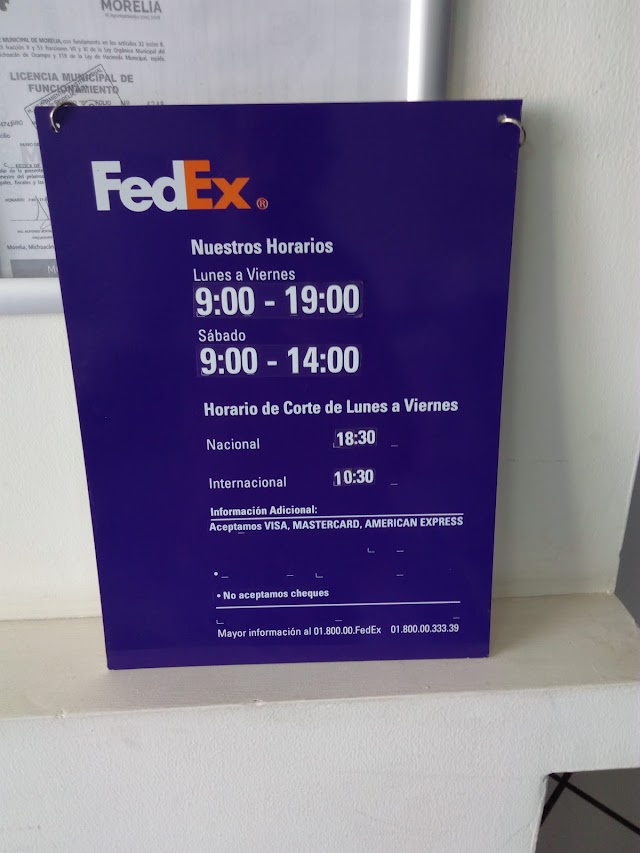 MORELIA
LICENCIA MUNICIPAL DE
FUNCIONAMIENTO
FedEx®
Nuestros Horarios
Lunes a Viernes
9:00 - 19:00
Sábado
9:00 - 14:00
Horario de Corte de Lunes a Viernes
Nacional 18:30
Internacional 10:30
Información Adicional:
Aceptamos VISA, MASTERCARD, AMERICAN EXPRESS
• No aceptamos cheques
Mayor información al 01.800.00.FedEx 01.800.00.333.39